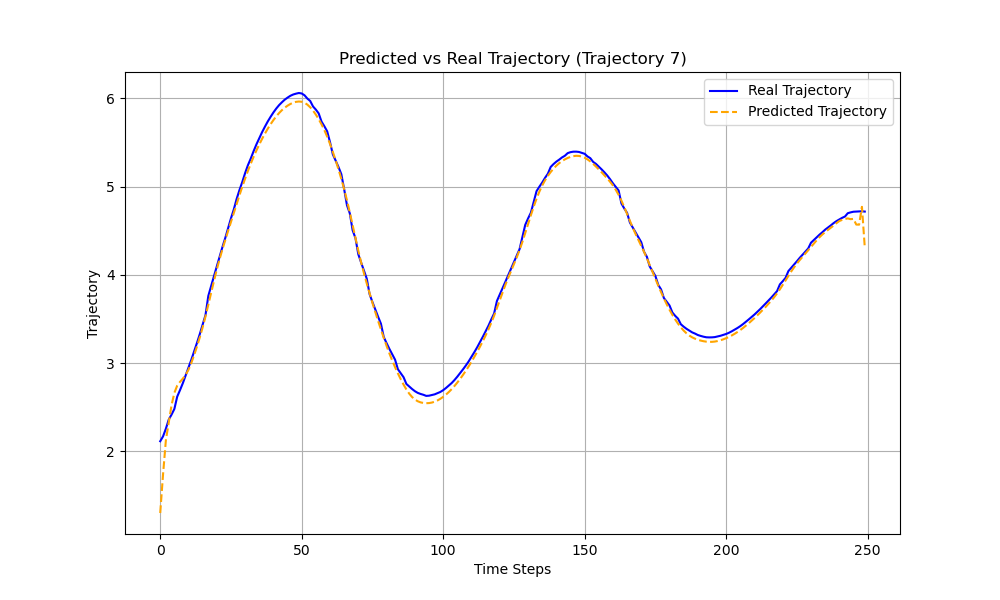 Predicted vs Real Trajectory (Trajectory 7)
Real Trajectory
Predicted Trajectory
6
5
4
3
2
Trajectory
0 50 100 150 200 250
Time Steps